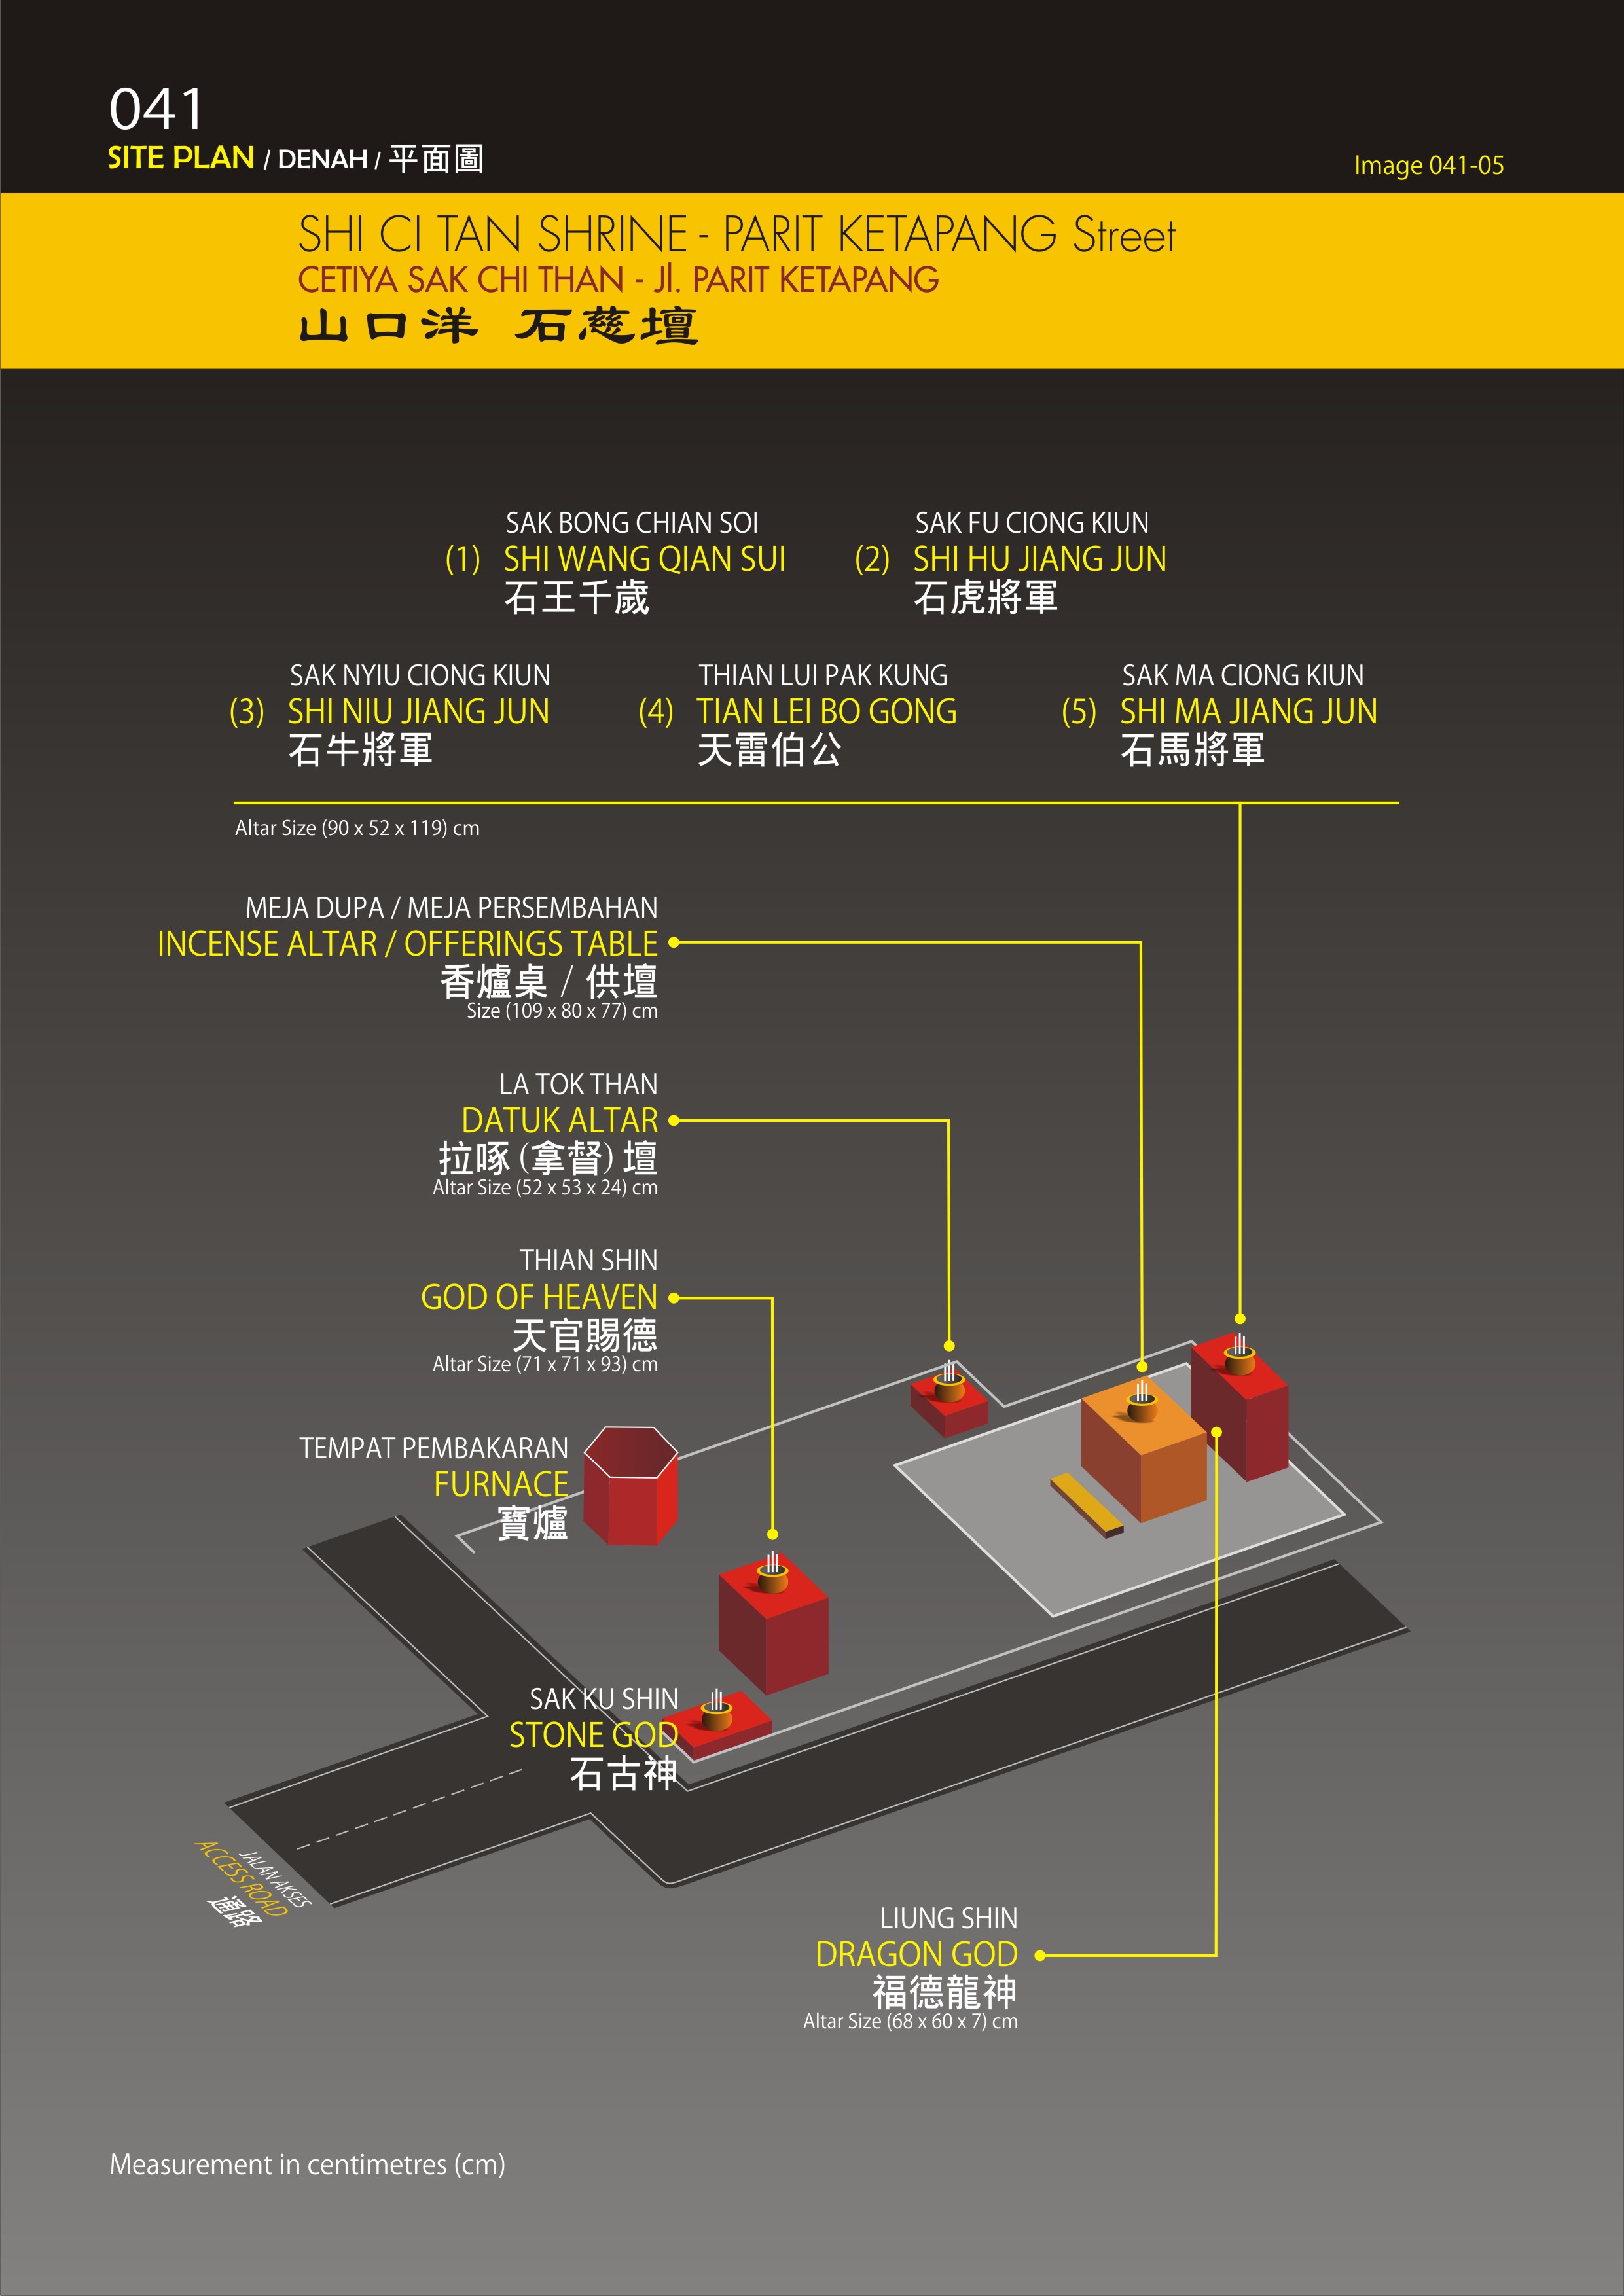 041
SITE PLAN / DENAH / 平面圖
Image 041-05
SHI CI TAN SHRINE - PARIT KETAPANG Street
CETIYA SAK CHI THAN - Jl. PARIT KETAPANG
山口洋 石慈壇
SAK BONG CHIAN SOI
(1) SHI WANG QIAN SUI
石王千歲
SAK FU CIONG KIUN
(2) SHI HU JIANG JUN
石虎將軍
SAK NYIU CIONG KIUN
(3) SHI NIU JIANG JUN
石牛將軍
THIAN LUI PAK KUNG
(4) TIAN LEI BO GONG
天雷伯公
SAK MA CIONG KIUN
(5) SHI MA JIANG JUN
石馬將軍
Altar Size (90 x 52 x 119) cm
MEJA DUPA / MEJA PERSEMBAHAN
INCENSE ALTAR / OFFERINGS TABLE
香爐桌 / 供壇
Size (109 x 80 x 77) cm
LA TOK THAN
DATUK ALTAR
拉啄(拿督)壇
Altar Size (52 x 53 x 24) cm
THIAN SHIN
GOD OF HEAVEN
天官賜德
Altar Size (71 x 71 x 93) cm
TEMPAT PEMBAKARAN
FURNACE
寶爐
SAK KU SHIN
STONE GOD
石古神
JALAN AKSES
ACCESS ROAD
通路
LIUNG SHIN
DRAGON GOD
福德龍神
Altar Size (68 x 60 x 7) cm
Measurement in centimetres (cm)